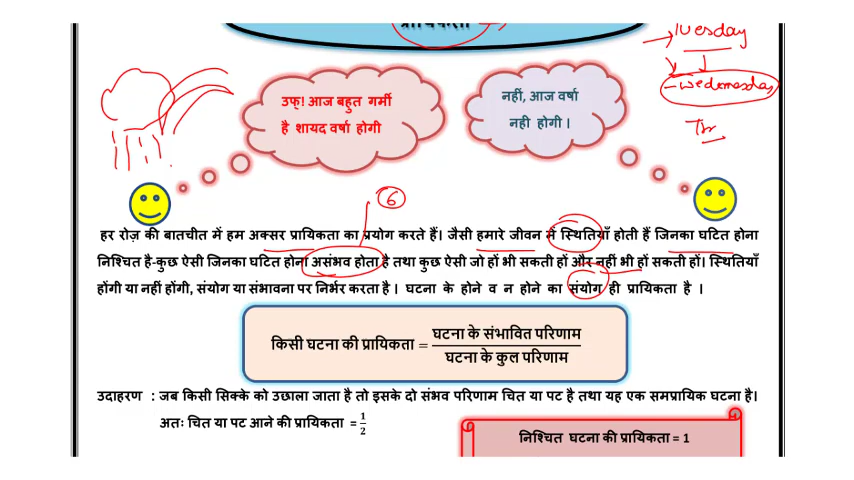 प्रायिकता
Tuesday
Wednesday
उफ्! आज बहुत गर्मी
है शायद वर्षा होगी
नहीं, आज वर्षा
नही होगी ।
6
हर रोज़ की बातचीत में हम अक्सर प्रायिकता का प्रयोग करते हैं। जैसी हमारे जीवन में स्थितियाँ होती हैं जिनका घटित होना
निश्चित है-कुछ ऐसी जिनका घटित होना असंभव होता है तथा कुछ ऐसी जो हों भी सकती हों और नहीं भी हों सकती हों। स्थितियाँ
होंगी या नहीं होंगी, संयोग या संभावना पर निर्भर करता है । घटना के होने व न होने का संयोग ही प्रायिकता है ।
किसी घटना की प्रायिकता = घटना के संभावित परिणाम / घटना के कुल परिणाम
उदाहरण : जब किसी सिक्के को उछाला जाता है तो इसके दो संभव परिणाम चित या पट है तथा यह एक समप्रायिक घटना है।
अतः चित या पट आने की प्रायिकता = 1/2
निश्चित घटना की प्रायिकता = 1